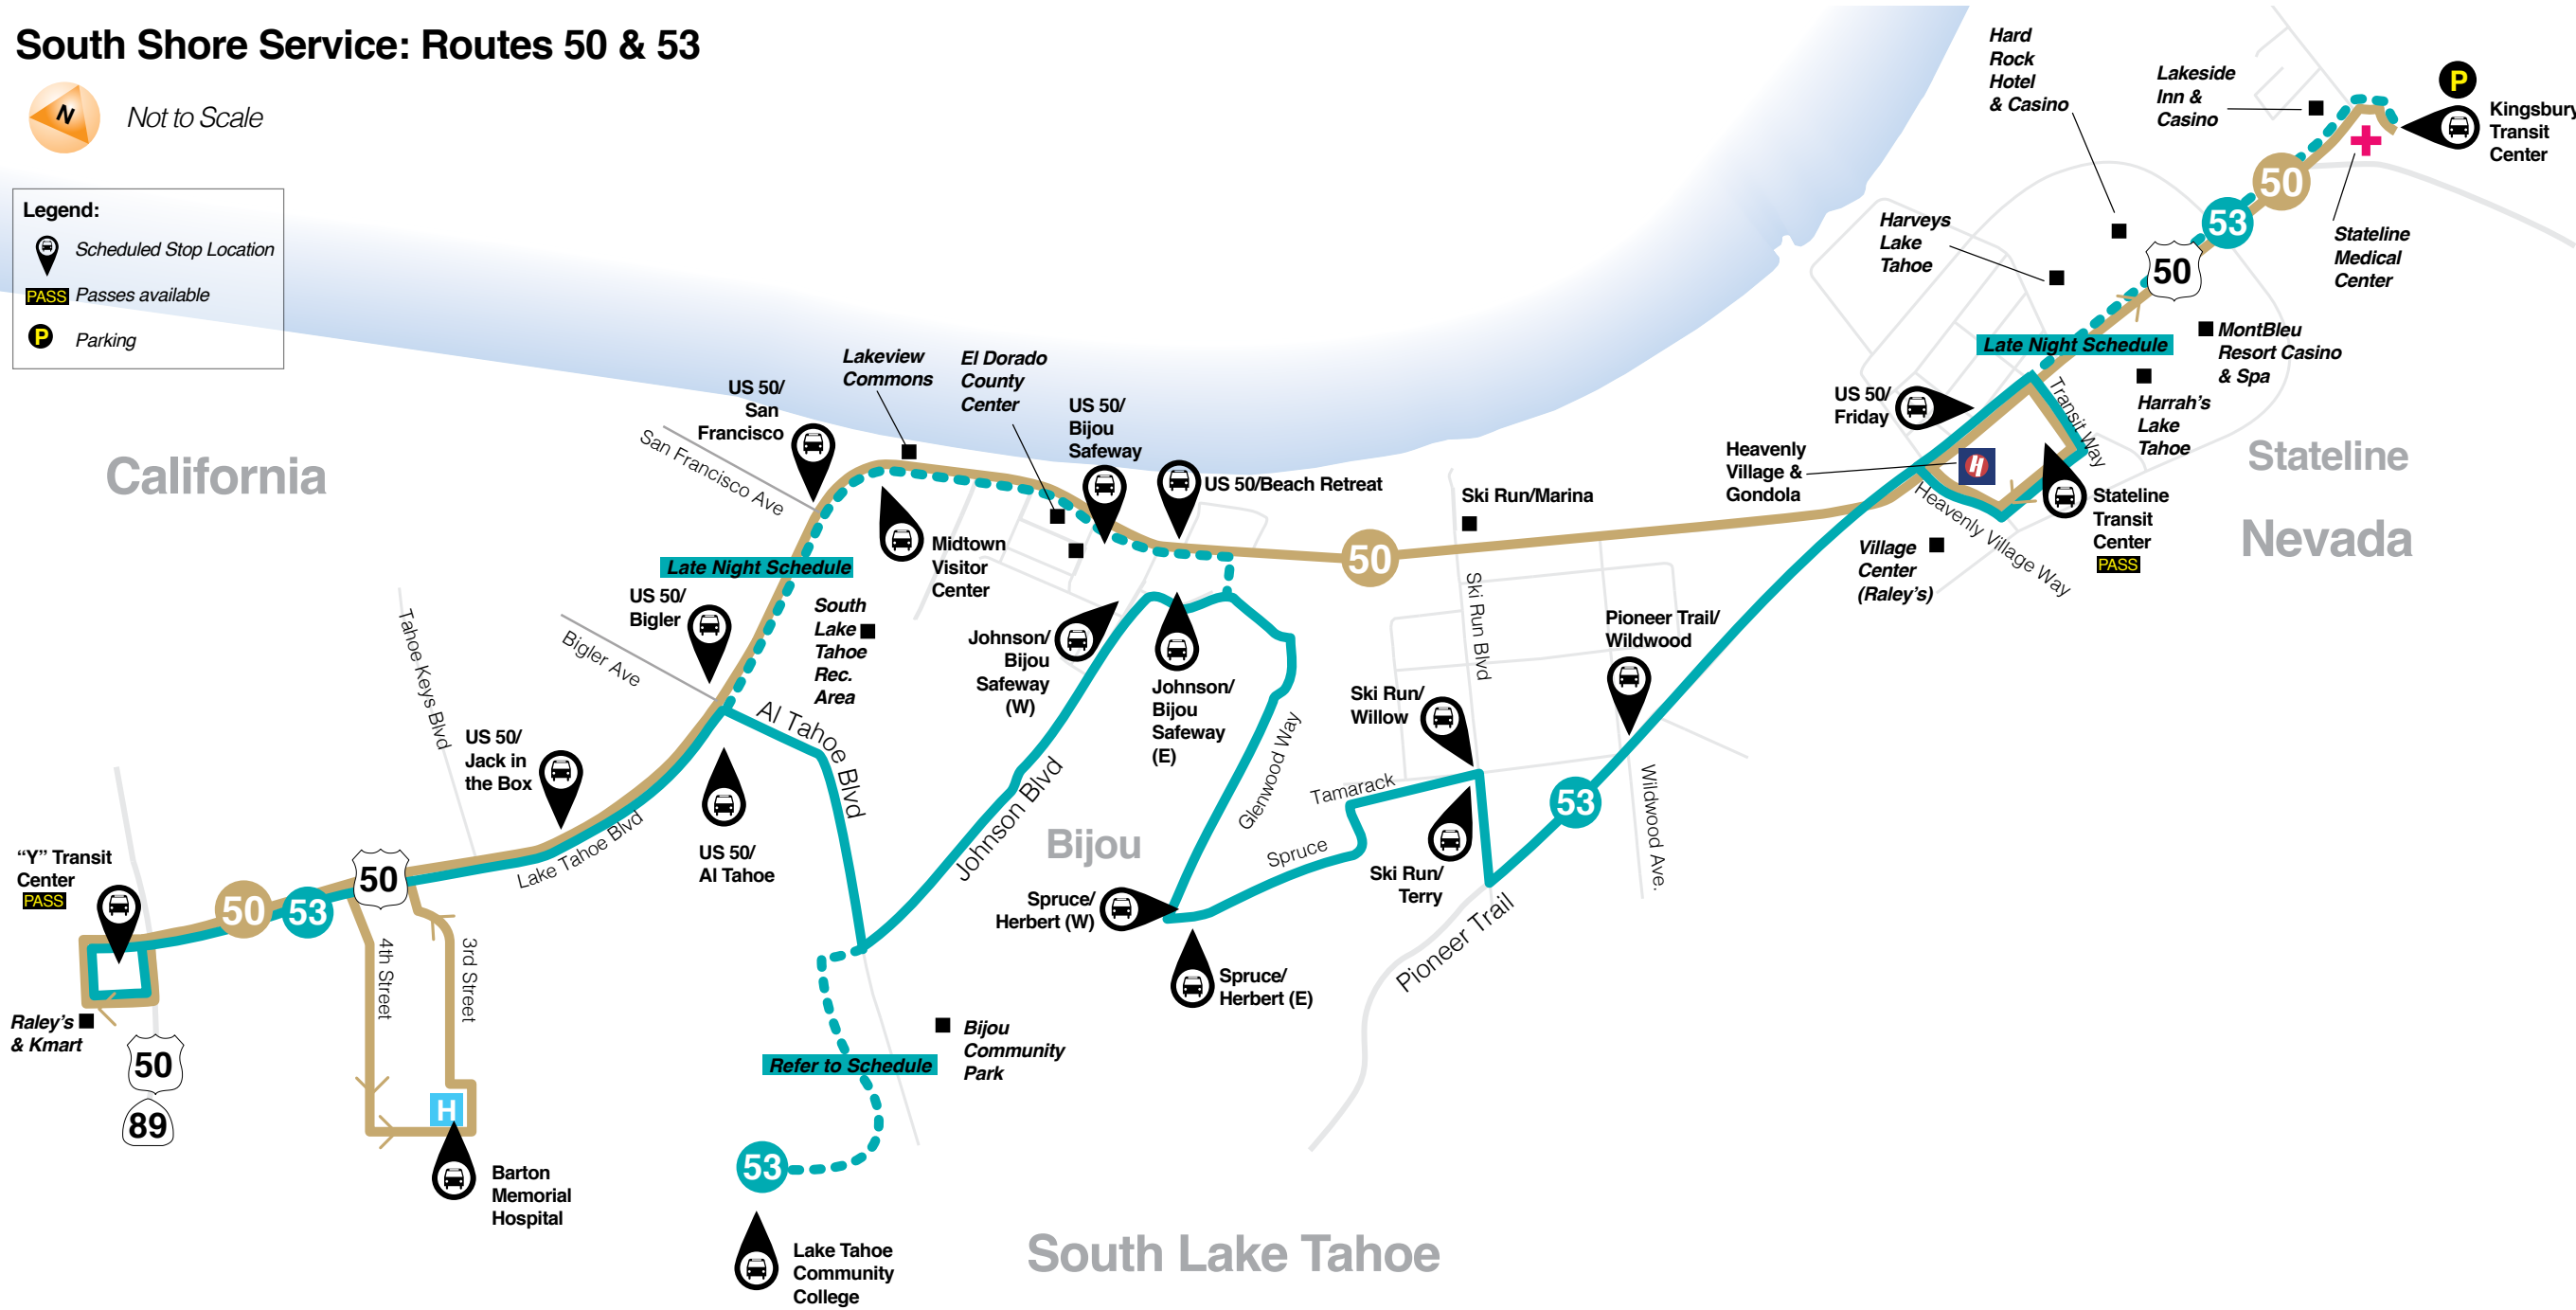 South Shore Service: Routes 50 & 53
N
Not to Scale
Legend:
Scheduled Stop Location
PASS Passes available
P Parking
California
Stateline
Nevada
Bijou
South Lake Tahoe
"Y" Transit
Center
PASS
Raley's
& Kmart
50
89
50
53
50
4th Street
3rd Street
H
Barton
Memorial
Hospital
Lake Tahoe Blvd
Tahoe Keys Blvd
US 50/
Jack in
the Box
Bigler Ave
US 50/
Bigler
US 50/
Al Tahoe
Al Tahoe Blvd
Late Night Schedule
San Francisco Ave
US 50/
San
Francisco
Lakeview
Commons
El Dorado
County
Center
US 50/
Bijou
Safeway
US 50/Beach Retreat
Midtown
Visitor
Center
South
Lake
Tahoe
Rec.
Area
Johnson/
Bijou
Safeway
(W)
Johnson/
Bijou
Safeway
(E)
Johnson Blvd
Glenwood Way
Refer to Schedule
Bijou
Community
Park
53
Lake Tahoe
Community
College
Spruce/
Herbert (W)
Spruce/
Herbert (E)
Spruce
Tamarack
Ski Run/
Willow
Ski Run/
Terry
Pioneer Trail
50
Ski Run/Marina
Ski Run Blvd
Pioneer Trail/
Wildwood
53
Wildwood Ave.
Heavenly
Village &
Gondola
H
US 50/
Friday
Village
Center
(Raley's)
Heavenly Village Way
Transit Way
Stateline
Transit
Center
PASS
Late Night Schedule
Harrah's
Lake
Tahoe
MontBleu
Resort Casino
& Spa
Harveys
Lake
Tahoe
Hard
Rock
Hotel
& Casino
Lakeside
Inn &
Casino
50
53
50
Stateline
Medical
Center
P
Kingsbury
Transit
Center